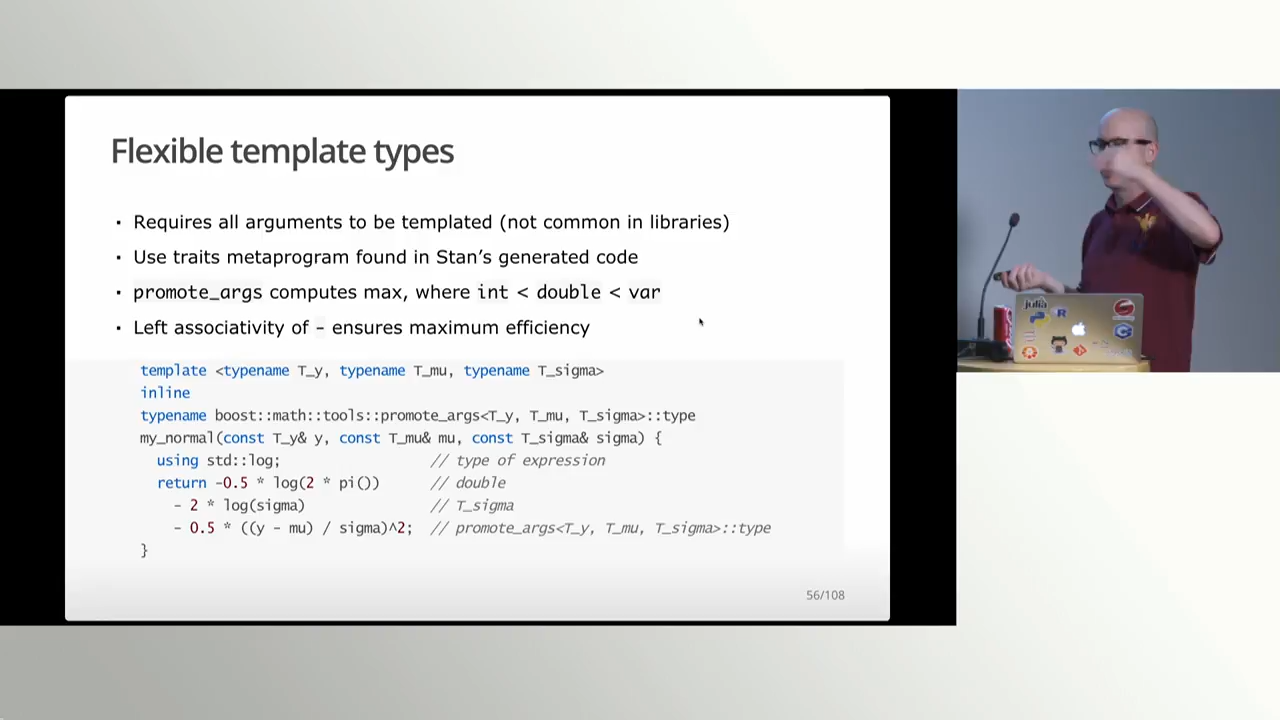 Flexible template types
· Requires all arguments to be templated (not common in libraries)
· Use traits metaprogram found in Stan's generated code
· promote_args computes max, where int < double < var
· Left associativity of - ensures maximum efficiency
template <typename T_y, typename T_mu, typename T_sigma>
inline
typename boost::math::tools::promote_args<T_y, T_mu, T_sigma>::type
my_normal(const T_y& y, const T_mu& mu, const T_sigma& sigma) {
  using std::log;                  // type of expression
  return -0.5 * log(2 * pi())      // double
    - 2 * log(sigma)               // T_sigma
    - 0.5 * ((y - mu) / sigma)^2;  // promote_args<T_y, T_mu, T_sigma>::type
}
56/108
julia
R